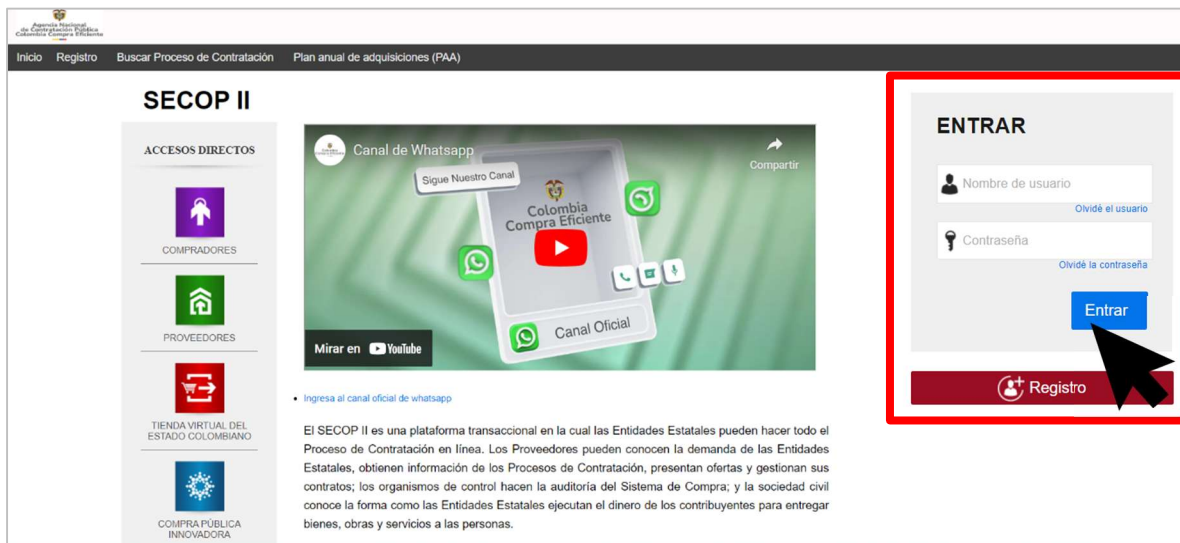 Agencia Nacional
de Contratación Pública
Colombia Compra Eficiente
Inicio Registro Buscar Proceso de Contratación Plan anual de adquisiciones (PAA)
SECOP II
ACCESOS DIRECTOS
COMPRADORES
PROVEEDORES
TIENDA VIRTUAL DEL
ESTADO COLOMBIANO
COMPRA PÚBLICA
INNOVADORA
Canal de Whatsapp
Compartir
Sigue Nuestro Canal
Colombia
Compra Eficiente
Canal Oficial
Mirar en YouTube
Ingresa al canal oficial de whatsapp
El SECOP II es una plataforma transaccional en la cual las Entidades Estatales pueden hacer todo el
Proceso de Contratación en línea. Los Proveedores pueden conocen la demanda de las Entidades
Estatales, obtienen información de los Procesos de Contratación, presentan ofertas y gestionan sus
contratos; los organismos de control hacen la auditoría del Sistema de Compra; y la sociedad civil
conoce la forma como las Entidades Estatales ejecutan el dinero de los contribuyentes para entregar
bienes, obras y servicios a las personas.
ENTRAR
Nombre de usuario
Olvidé el usuario
Contraseña
Olvidé la contraseña
Entrar
Registro